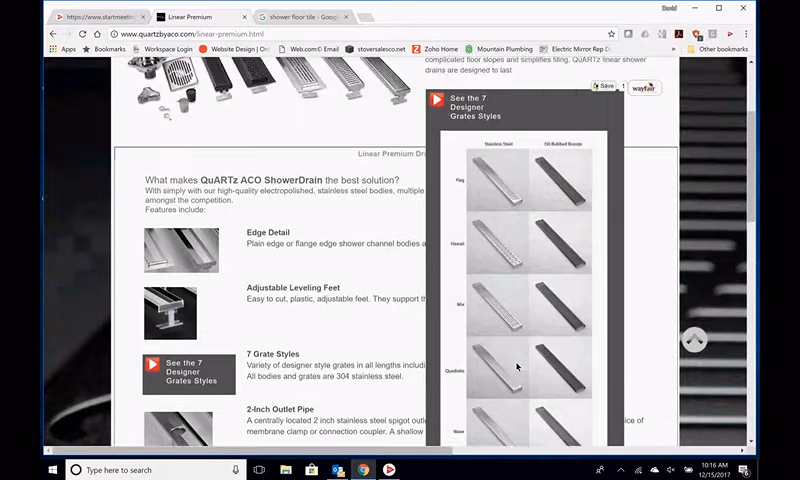 David
https://www.startmeetin
Linear Premium
shower floor tile - Goog
www.quartzbyaco.com/linear-premium.html
Apps
Bookmarks
Workspace Login
Website Design | On
Web.com© Email
stoversalesco.net
Zoho Home
Mountain Plumbing
Electric Mirror Rep D
Other bookmarks
complicated floor slopes and simplifies tiling. QuARTz linear shower
drains are designed to last
Save
1
wayfair
See the 7
Designer
Grates Styles
Stainless Steel
Oil-Rubbed Bronze
Linear Premium Dra
What makes QuARTz ACO ShowerDrain the best solution?
With simply with our high-quality electropolished, stainless steel bodies, multiple
amongst the competition.
Features include:
Flag
Edge Detail
Plain edge or flange edge shower channel bodies a
Hawaii
Adjustable Leveling Feet
Easy to cut, plastic, adjustable feet. They support th
Mix
7 Grate Styles
Variety of designer style grates in all lengths includi
All bodies and grates are 304 stainless steel.
See the 7
Designer
Grates Styles
Quadrato
2-Inch Outlet Pipe
A centrally located 2 inch stainless steel spigot outle
ice of
membrane clamp or connection coupler. A shallow
Wave
Type here to search
10:16 AM
12/15/2017